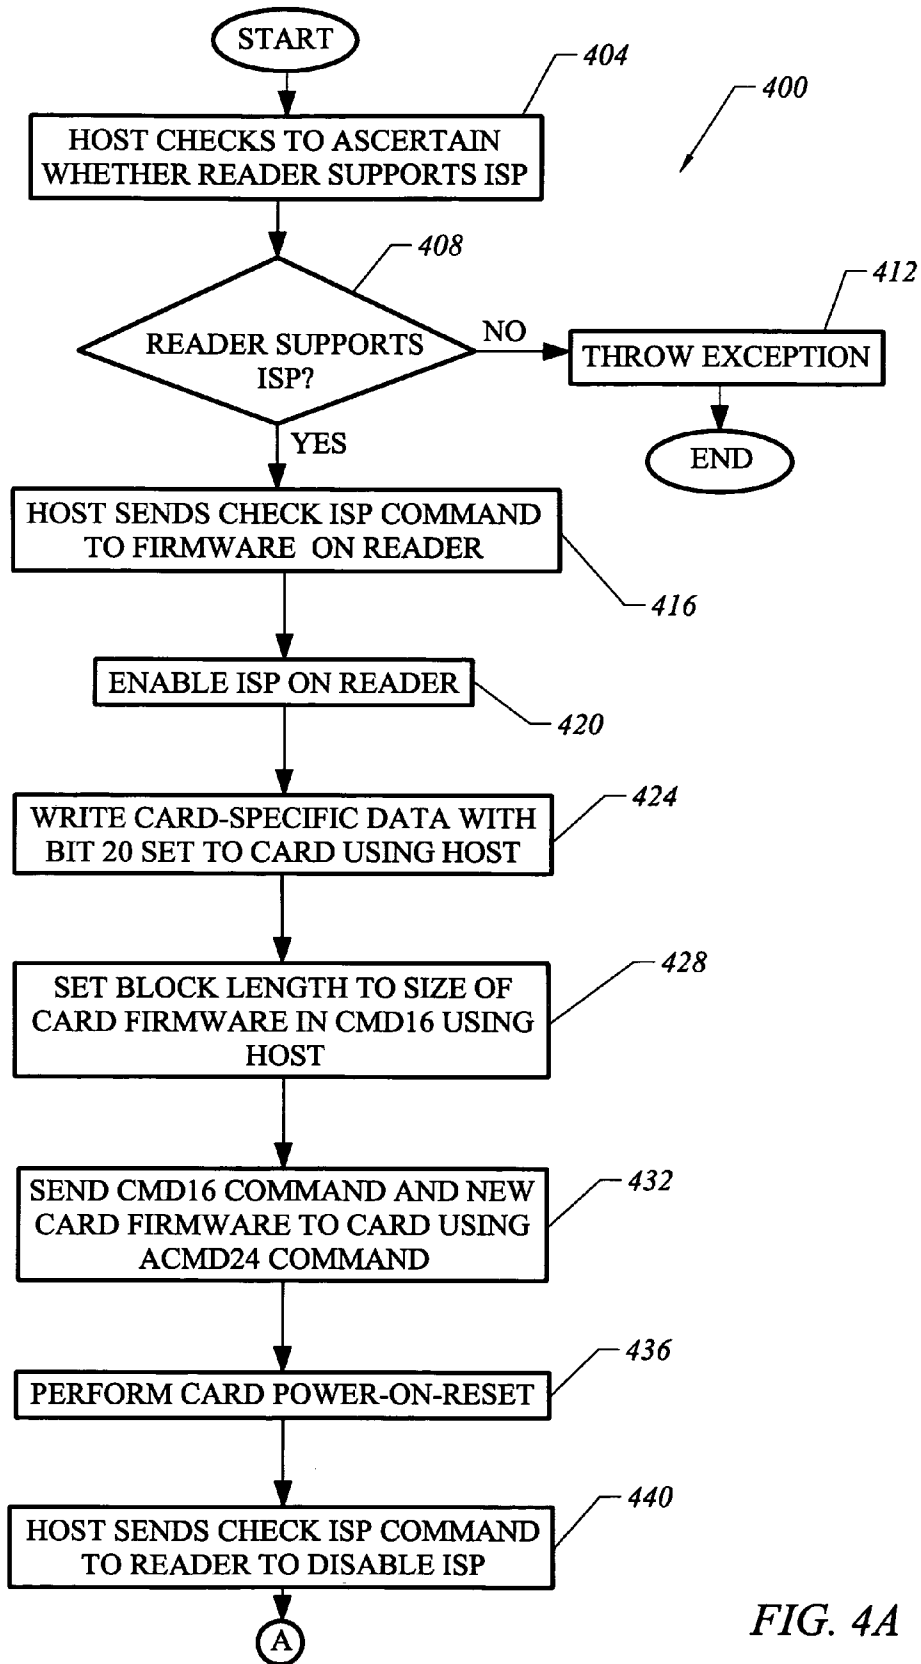 START
404
400
HOST CHECKS TO ASCERTAIN
WHETHER READER SUPPORTS ISP
408
412
READER SUPPORTS
ISP?
NO
THROW EXCEPTION
YES
END
HOST SENDS CHECK ISP COMMAND
TO FIRMWARE ON READER
416
ENABLE ISP ON READER
420
424
WRITE CARD-SPECIFIC DATA WITH
BIT 20 SET TO CARD USING HOST
428
SET BLOCK LENGTH TO SIZE OF
CARD FIRMWARE IN CMD16 USING
HOST
432
SEND CMD16 COMMAND AND NEW
CARD FIRMWARE TO CARD USING
ACMD24 COMMAND
436
PERFORM CARD POWER-ON-RESET
440
HOST SENDS CHECK ISP COMMAND
TO READER TO DISABLE ISP
A
FIG. 4A